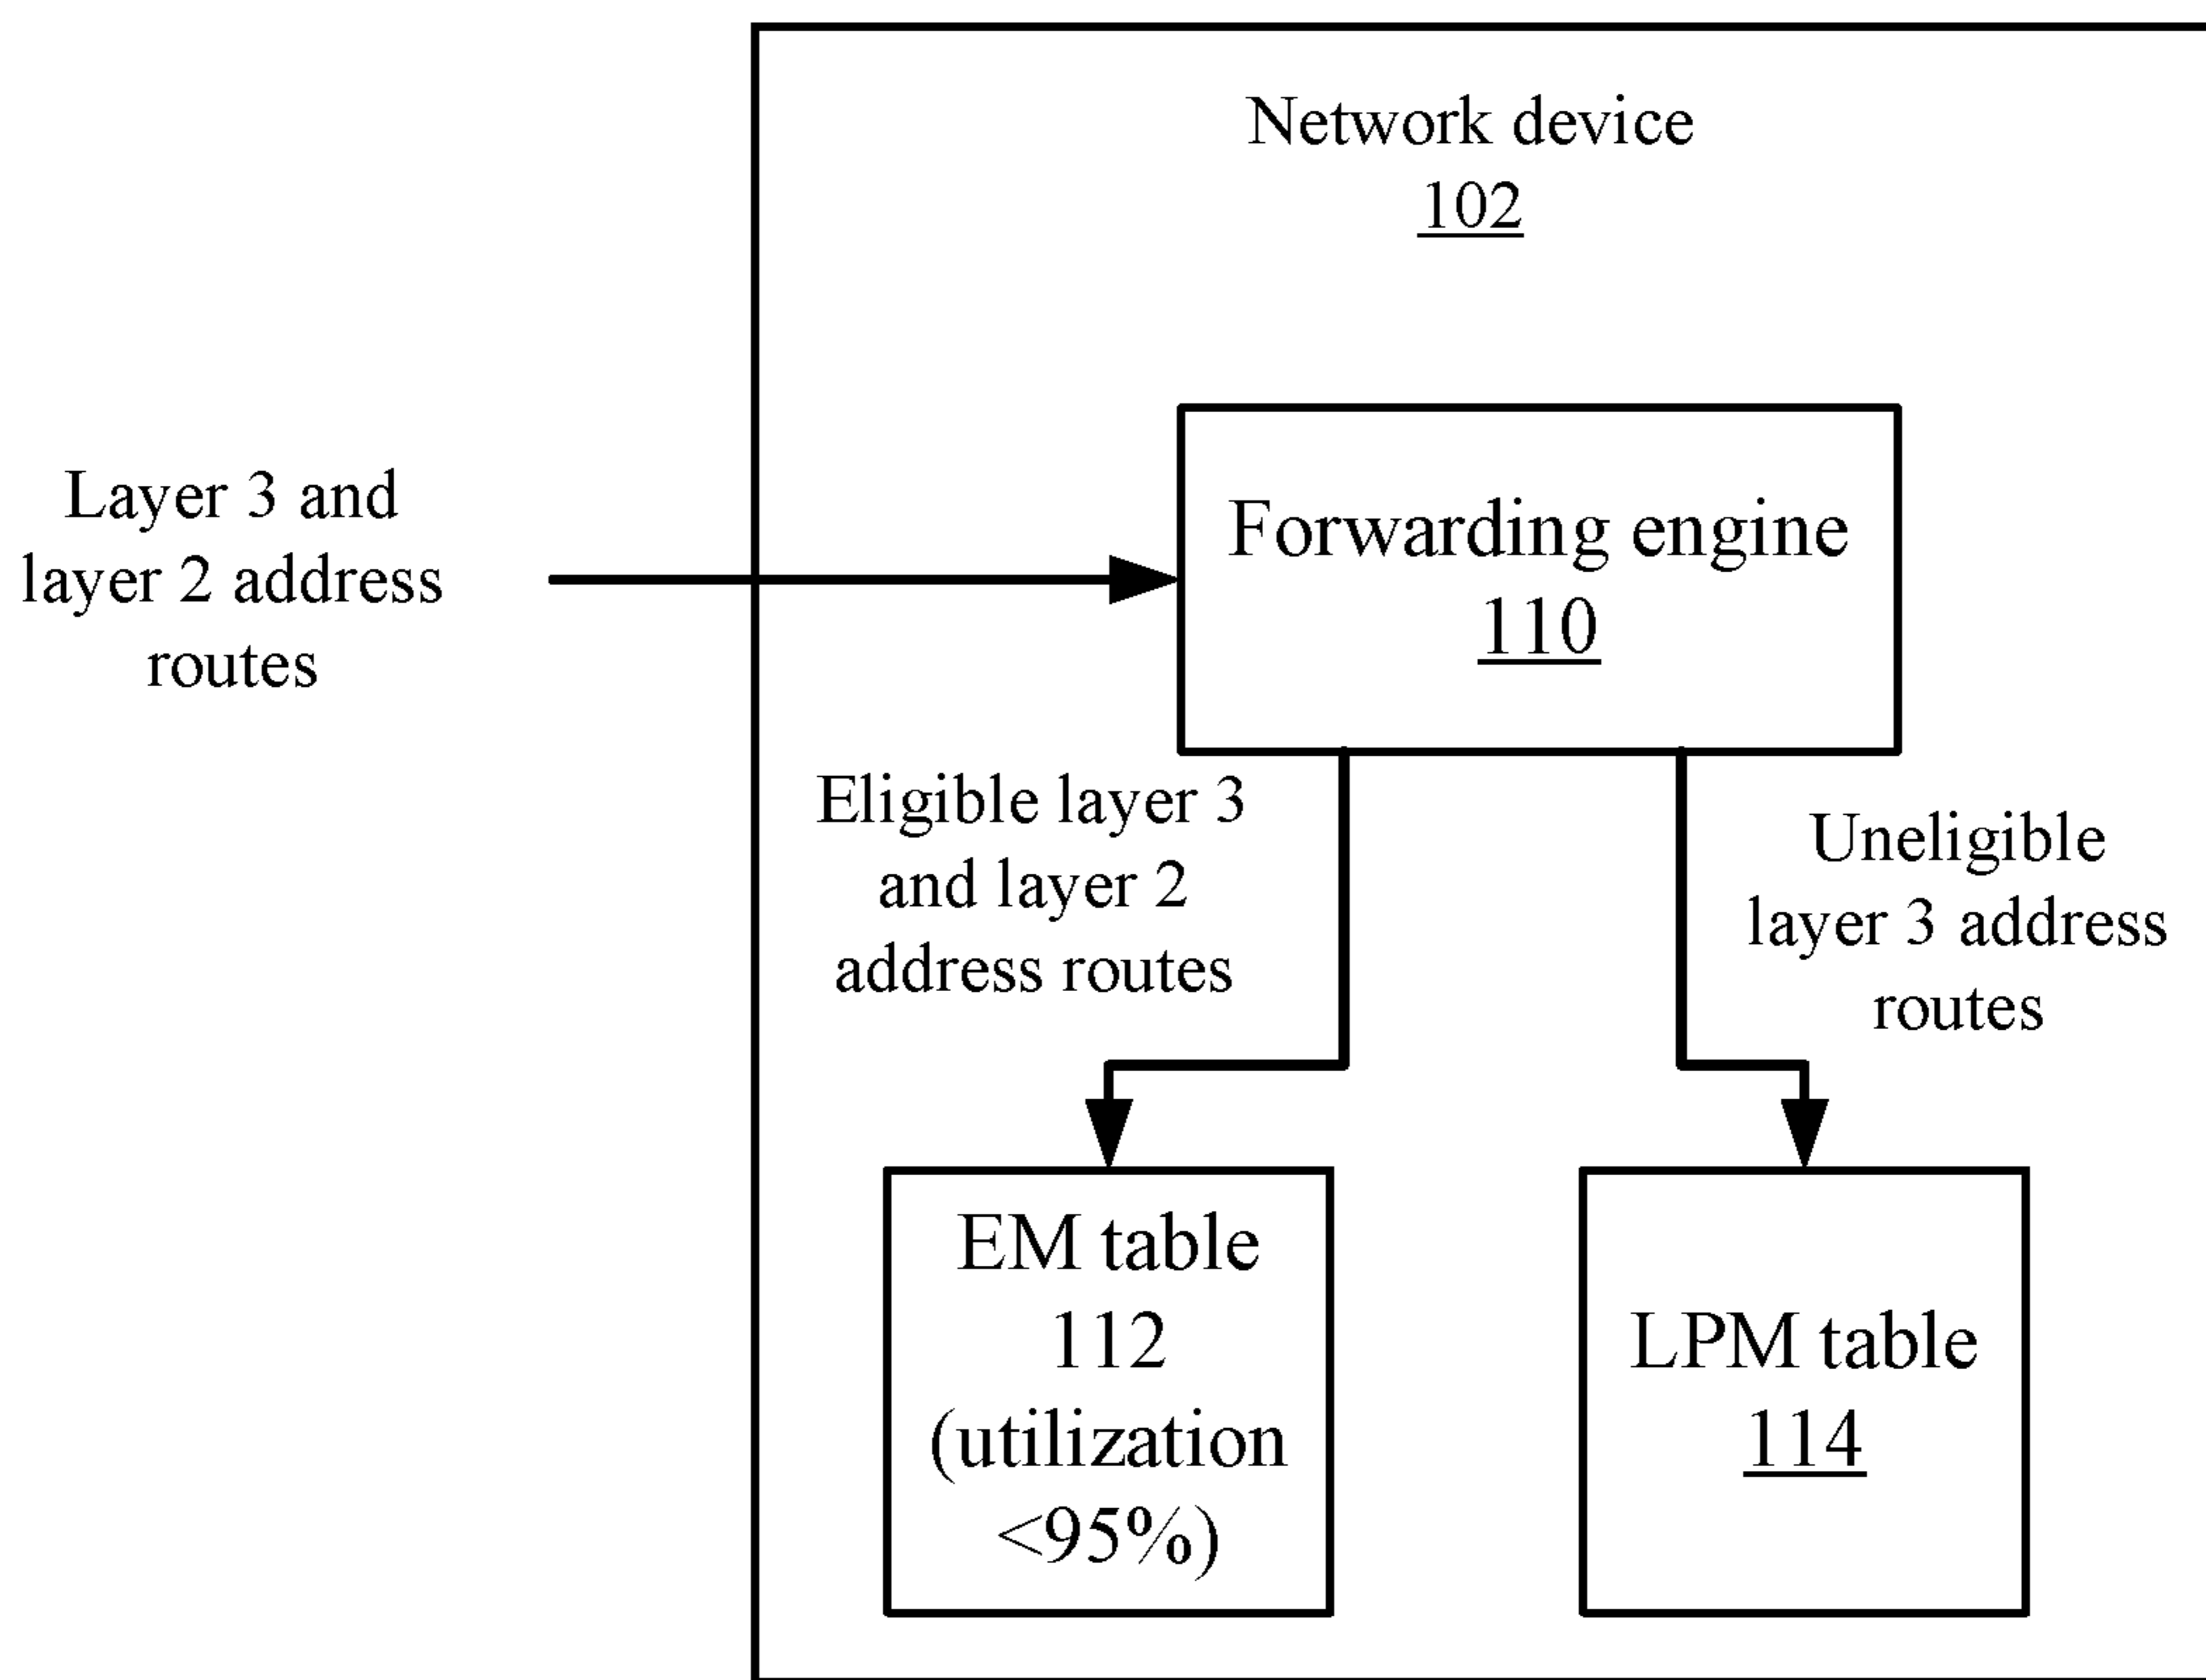 Network device
102
Layer 3 and
layer 2 address
routes
Forwarding engine
110
Eligible layer 3
and layer 2
address routes
Uneligible
layer 3 address
routes
EM table
112
(utilization
<95%)
LPM table
114